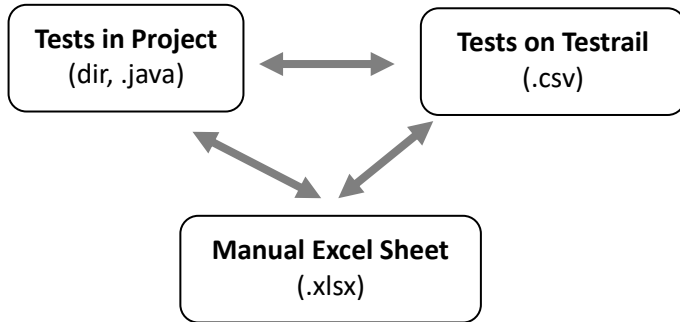 Tests in Project
(dir, .java)
Tests on Testrail
(.csv)
Manual Excel Sheet
(.xlsx)